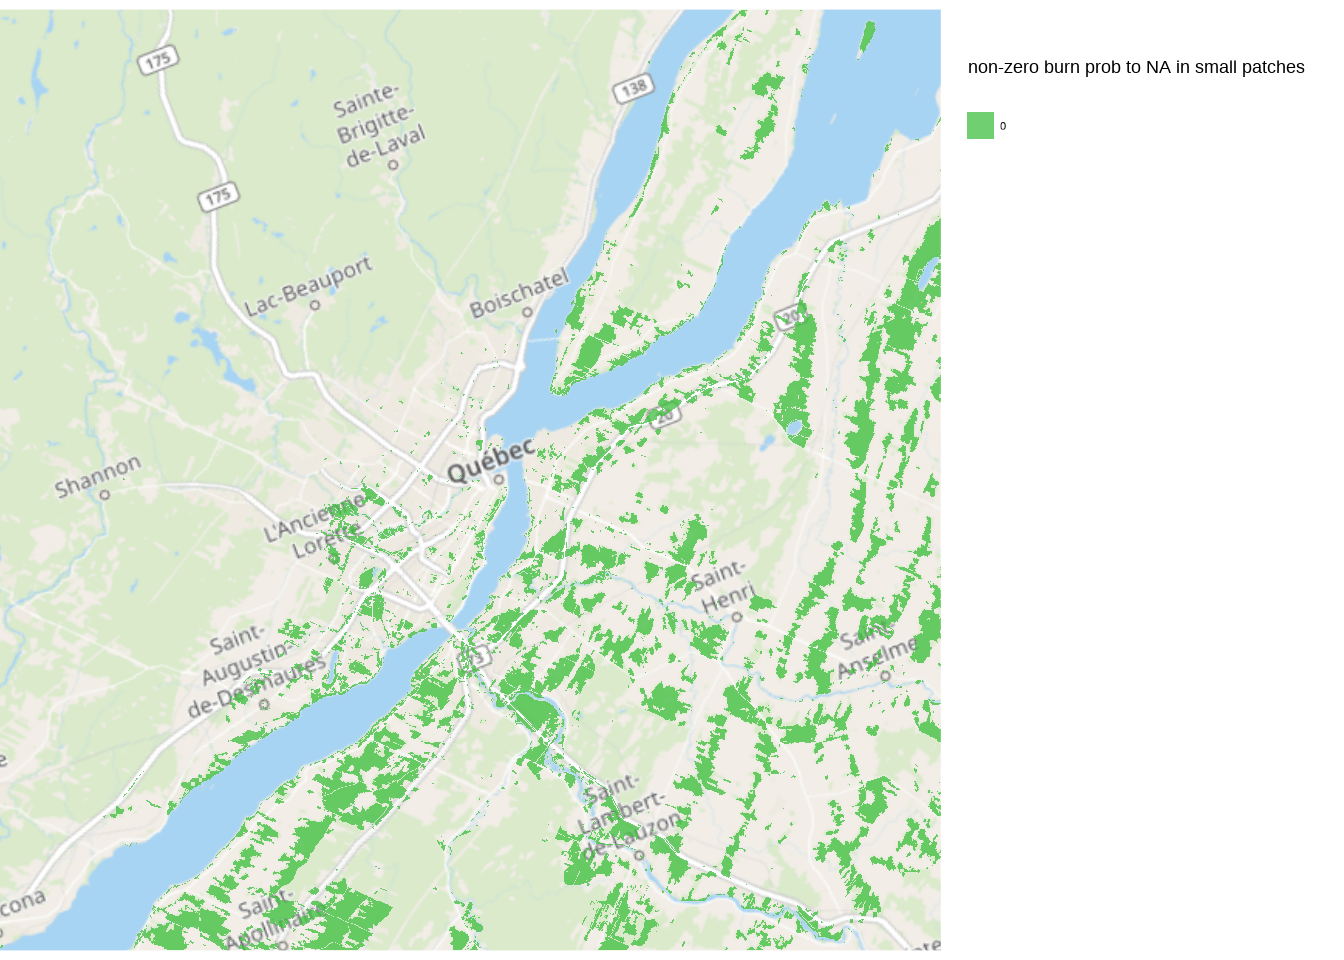 175
138
Sainte-
Brigitte-
de-Laval
175
Lac-Beauport
Boischatel
20
20
Québec
Shannon
L'Ancienne-
Lorette
Saint-
Henri
Saint-
Anselme
Saint-
Augustin-
de-Desmaures
Saint-
Lambert-
de-Lauzon
Saint-
Apollinaire
cona
e
non-zero burn prob to NA in small patches
0